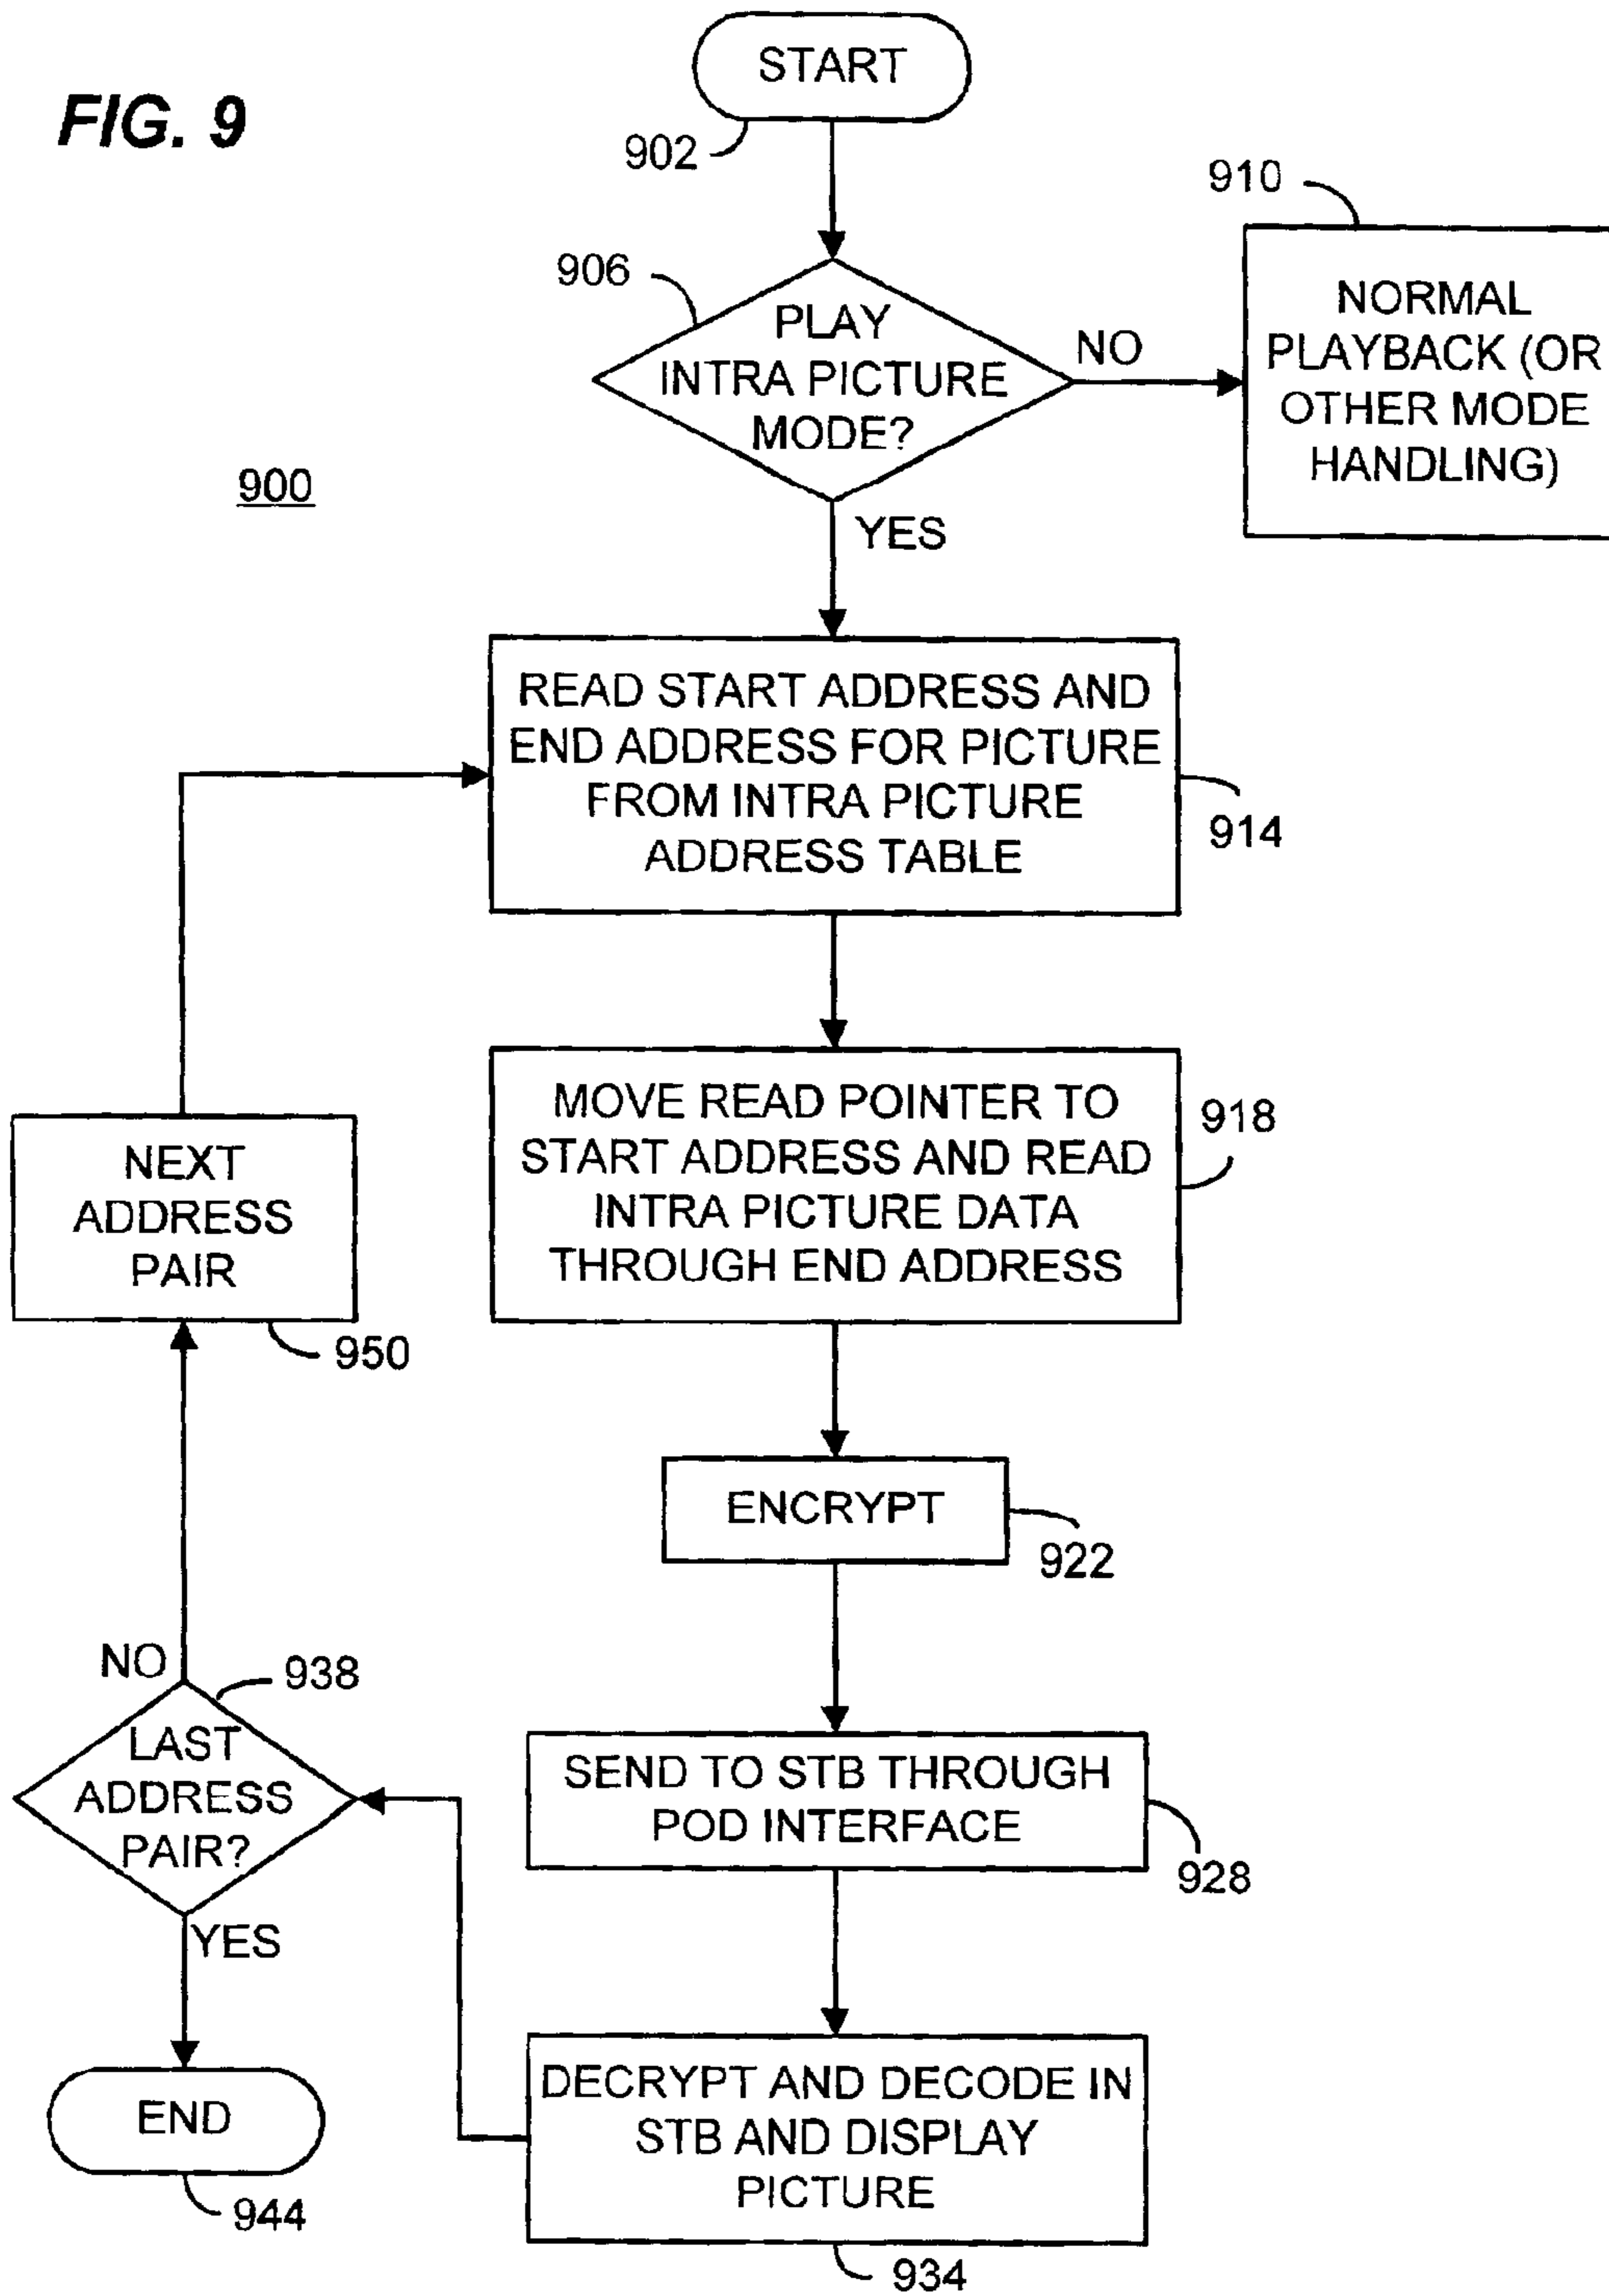 FIG. 9
START
902
910
906
PLAY
INTRA PICTURE
MODE?
NO
NORMAL
PLAYBACK (OR
OTHER MODE
HANDLING)
900
YES
READ START ADDRESS AND
END ADDRESS FOR PICTURE
FROM INTRA PICTURE
ADDRESS TABLE
914
MOVE READ POINTER TO
START ADDRESS AND READ
INTRA PICTURE DATA
THROUGH END ADDRESS
918
NEXT
ADDRESS
PAIR
950
ENCRYPT
922
NO
938
LAST
ADDRESS
PAIR?
SEND TO STB THROUGH
POD INTERFACE
928
YES
DECRYPT AND DECODE IN
STB AND DISPLAY
PICTURE
934
END
944